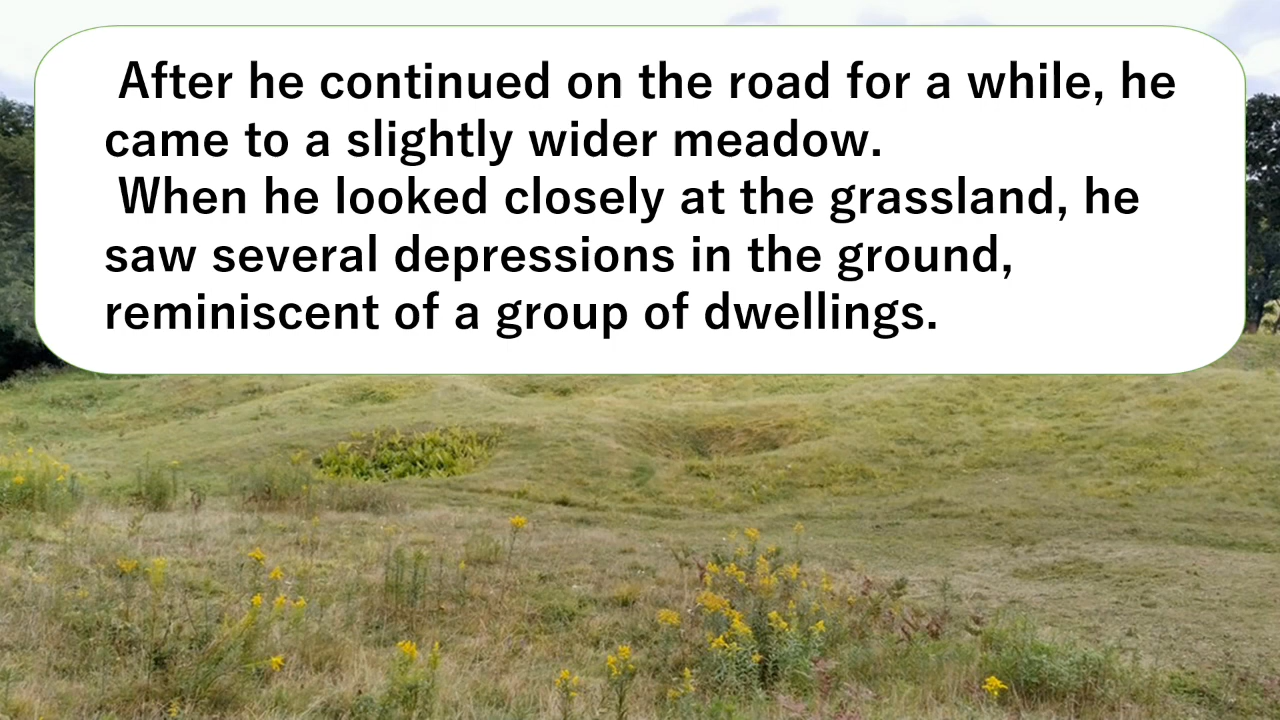 After he continued on the road for a while, he
came to a slightly wider meadow.
When he looked closely at the grassland, he
saw several depressions in the ground,
reminiscent of a group of dwellings.